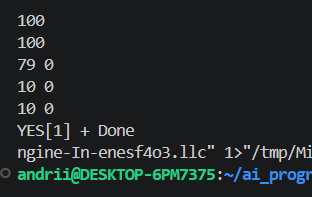 100
100
79 0
10 0
10 0
YES[1] + Done
ngine-In-enesf4o3.llc" 1>"/tmp/Mi
andrii@DESKTOP-6PM7375:~/ai_progr